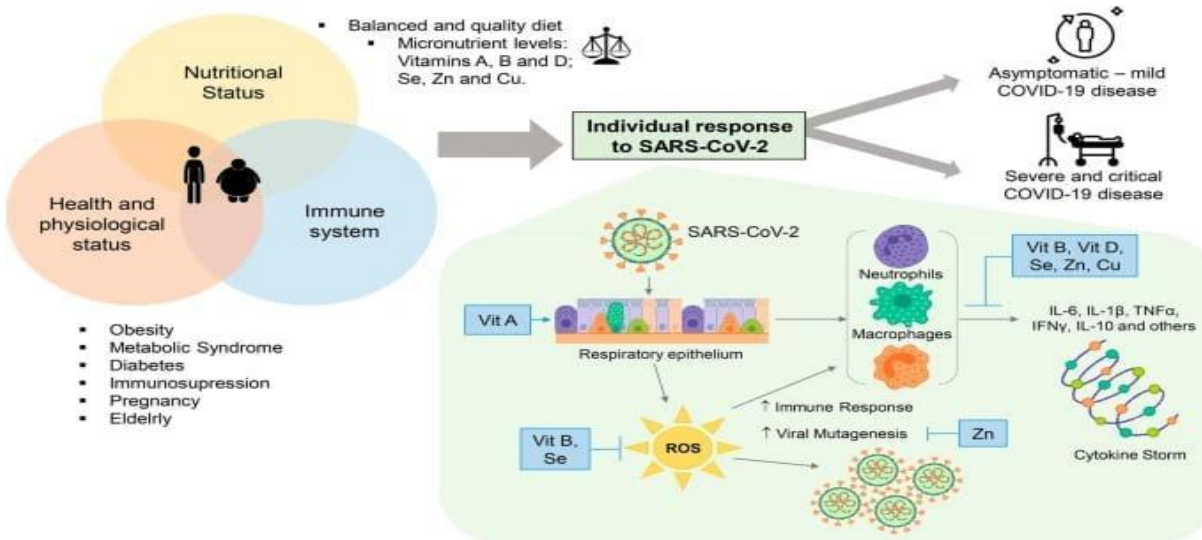 ▪ Balanced and quality diet
▪ Micronutrient levels:
Vitamins A, B and D;
Se, Zn and Cu.
Nutritional
Status
Health and
physiological
status
Immune
system
▪ Obesity
▪ Metabolic Syndrome
▪ Diabetes
▪ Immunosupression
▪ Pregnancy
▪ Eldelrly
Individual response
to SARS-CoV-2
Asymptomatic – mild
COVID-19 disease
Severe and critical
COVID-19 disease
SARS-CoV-2
Vit A
Respiratory epithelium
Neutrophils
Macrophages
Vit B, Vit D,
Se, Zn, Cu
IL-6, IL-1β, TNFα,
IFNγ, IL-10 and others
Cytokine Storm
Vit B,
Se
ROS
↑ Immune Response
↑ Viral Mutagenesis
Zn